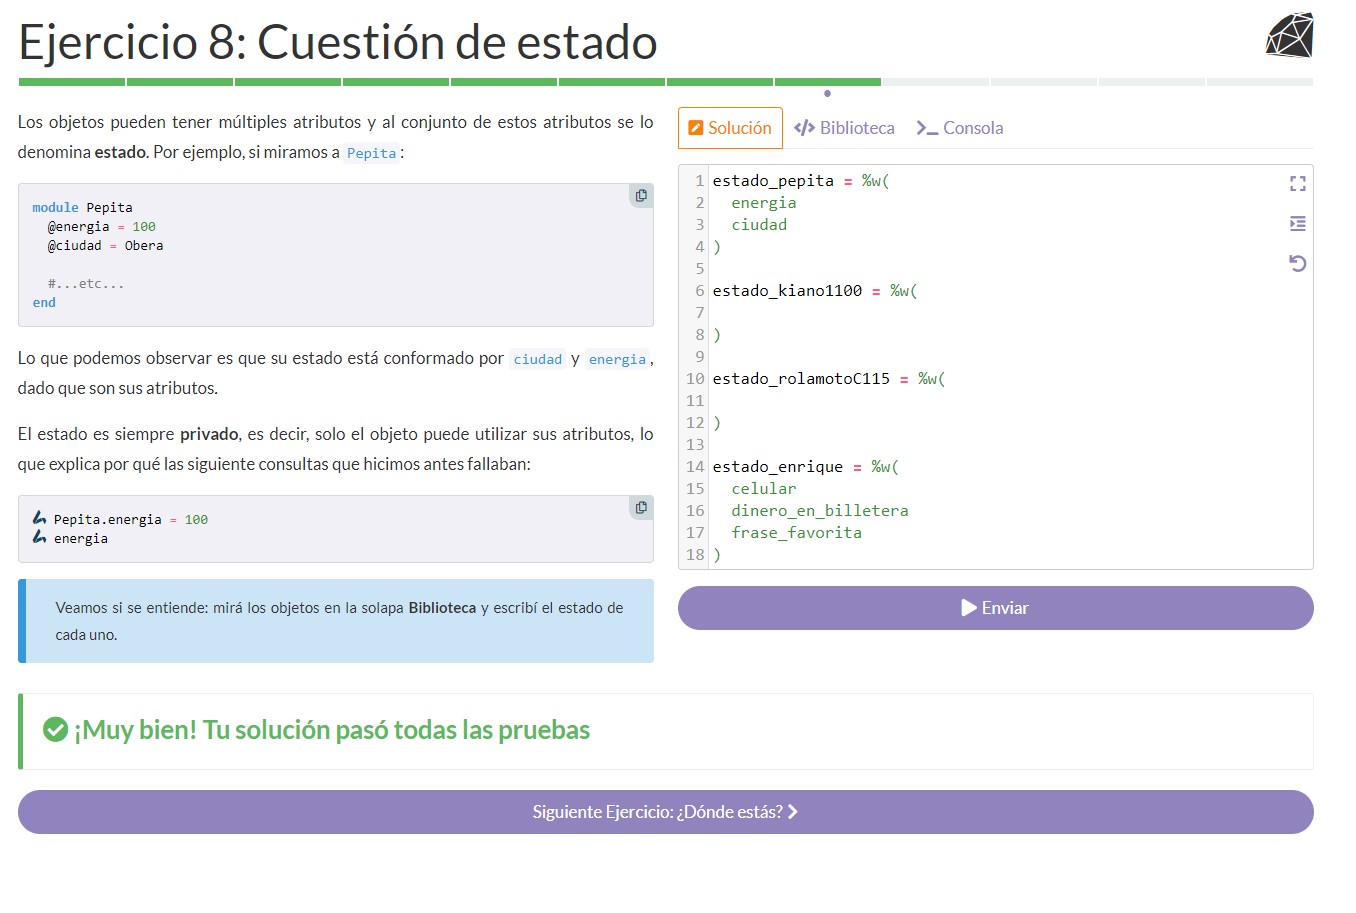 Ejercicio 8: Cuestión de estado
Los objetos pueden tener múltiples atributos y al conjunto de estos atributos se lo
denomina estado. Por ejemplo, si miramos a Pepita:
module Pepita
@energia = 100
@ciudad = Obera
#...etc...
end
Lo que podemos observar es que su estado está conformado por ciudad y energia,
dado que son sus atributos.
El estado es siempre privado, es decir, solo el objeto puede utilizar sus atributos, lo
que explica por qué las siguiente consultas que hicimos antes fallaban:
Pepita.energia = 100
energia
Veamos si se entiende: mirá los objetos en la solapa Biblioteca y escribí el estado de
cada uno.
Solución
Biblioteca
Consola
1 estado_pepita = %w(
2 energia
3 ciudad
4 )
5
6 estado_kiano1100 = %w(
7
8 )
9
10 estado_rolamotoC115 = %w(
11
12 )
13
14 estado_enrique = %w(
15 celular
16 dinero_en_billetera
17 frase_favorita
18 )
Enviar
¡Muy bien! Tu solución pasó todas las pruebas
Siguiente Ejercicio: ¿Dónde estás?